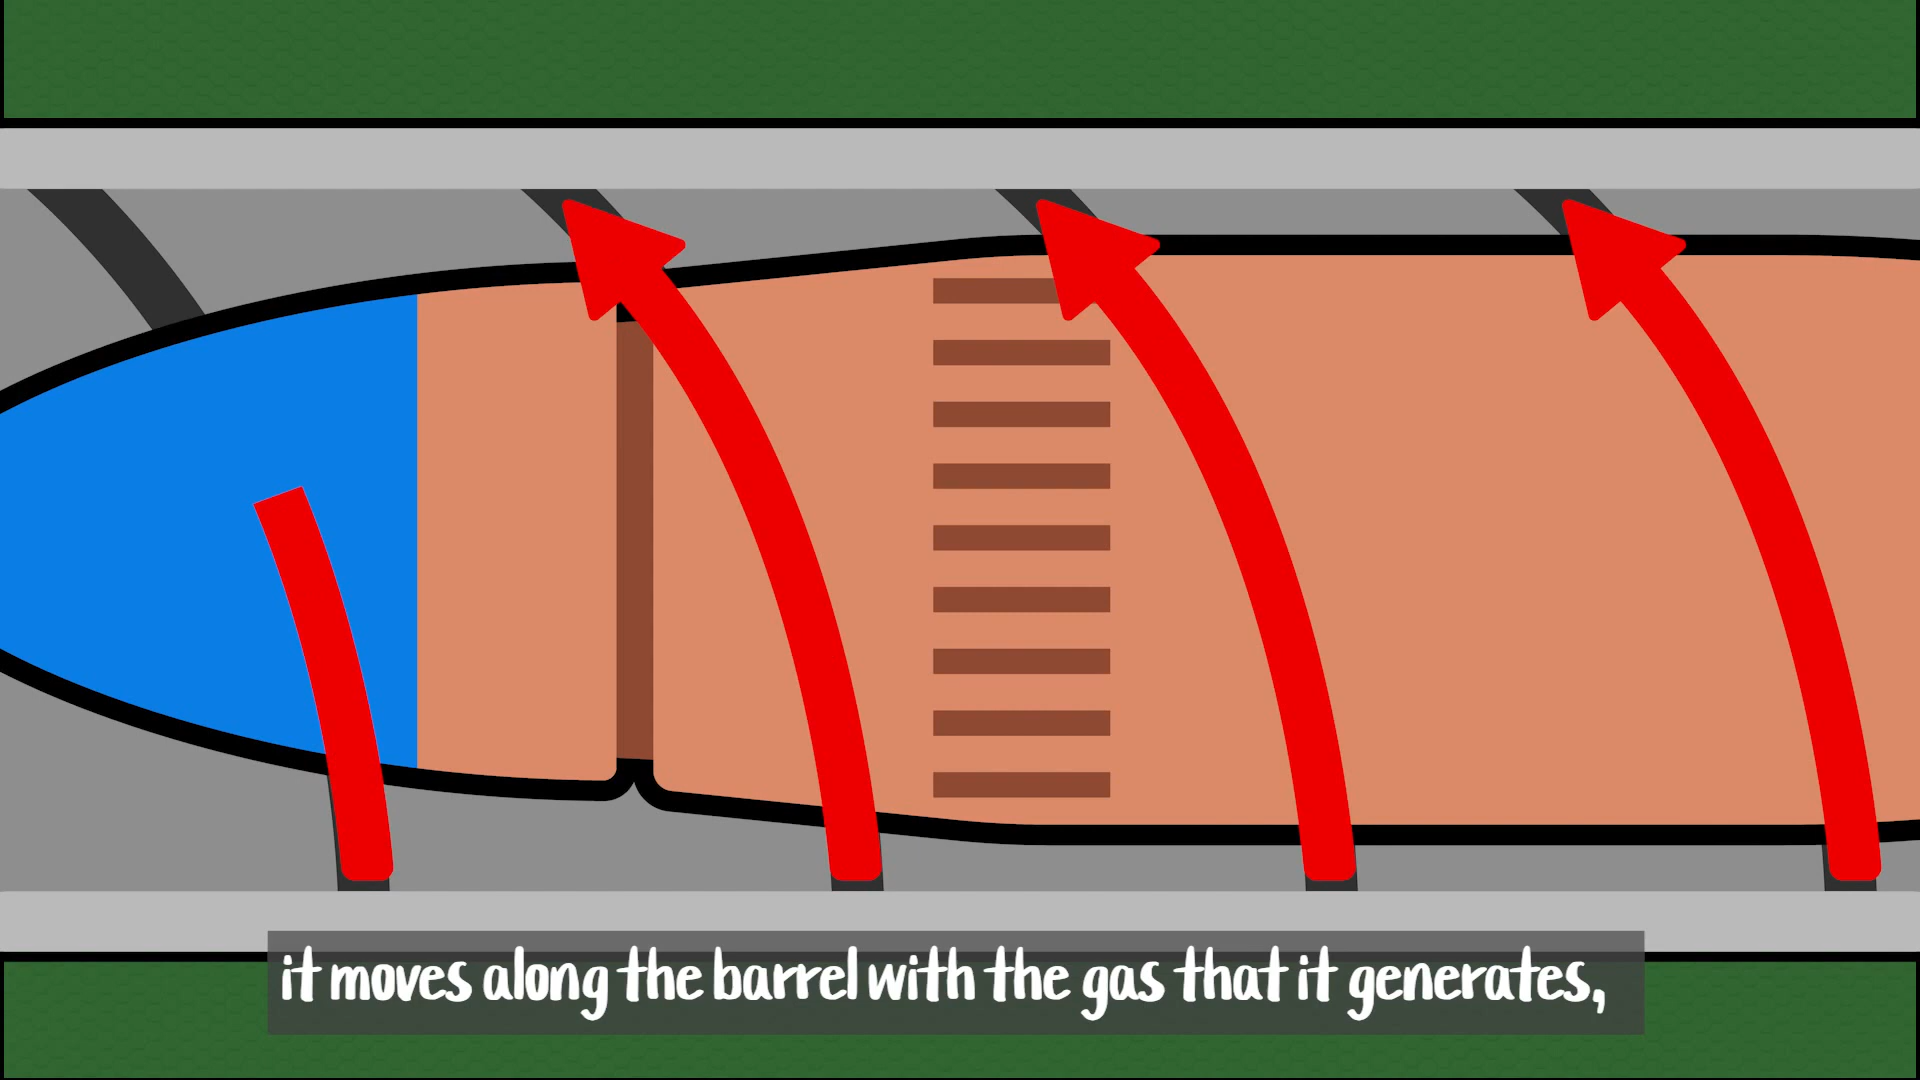 it moves along the barrel with the gas that it generates,